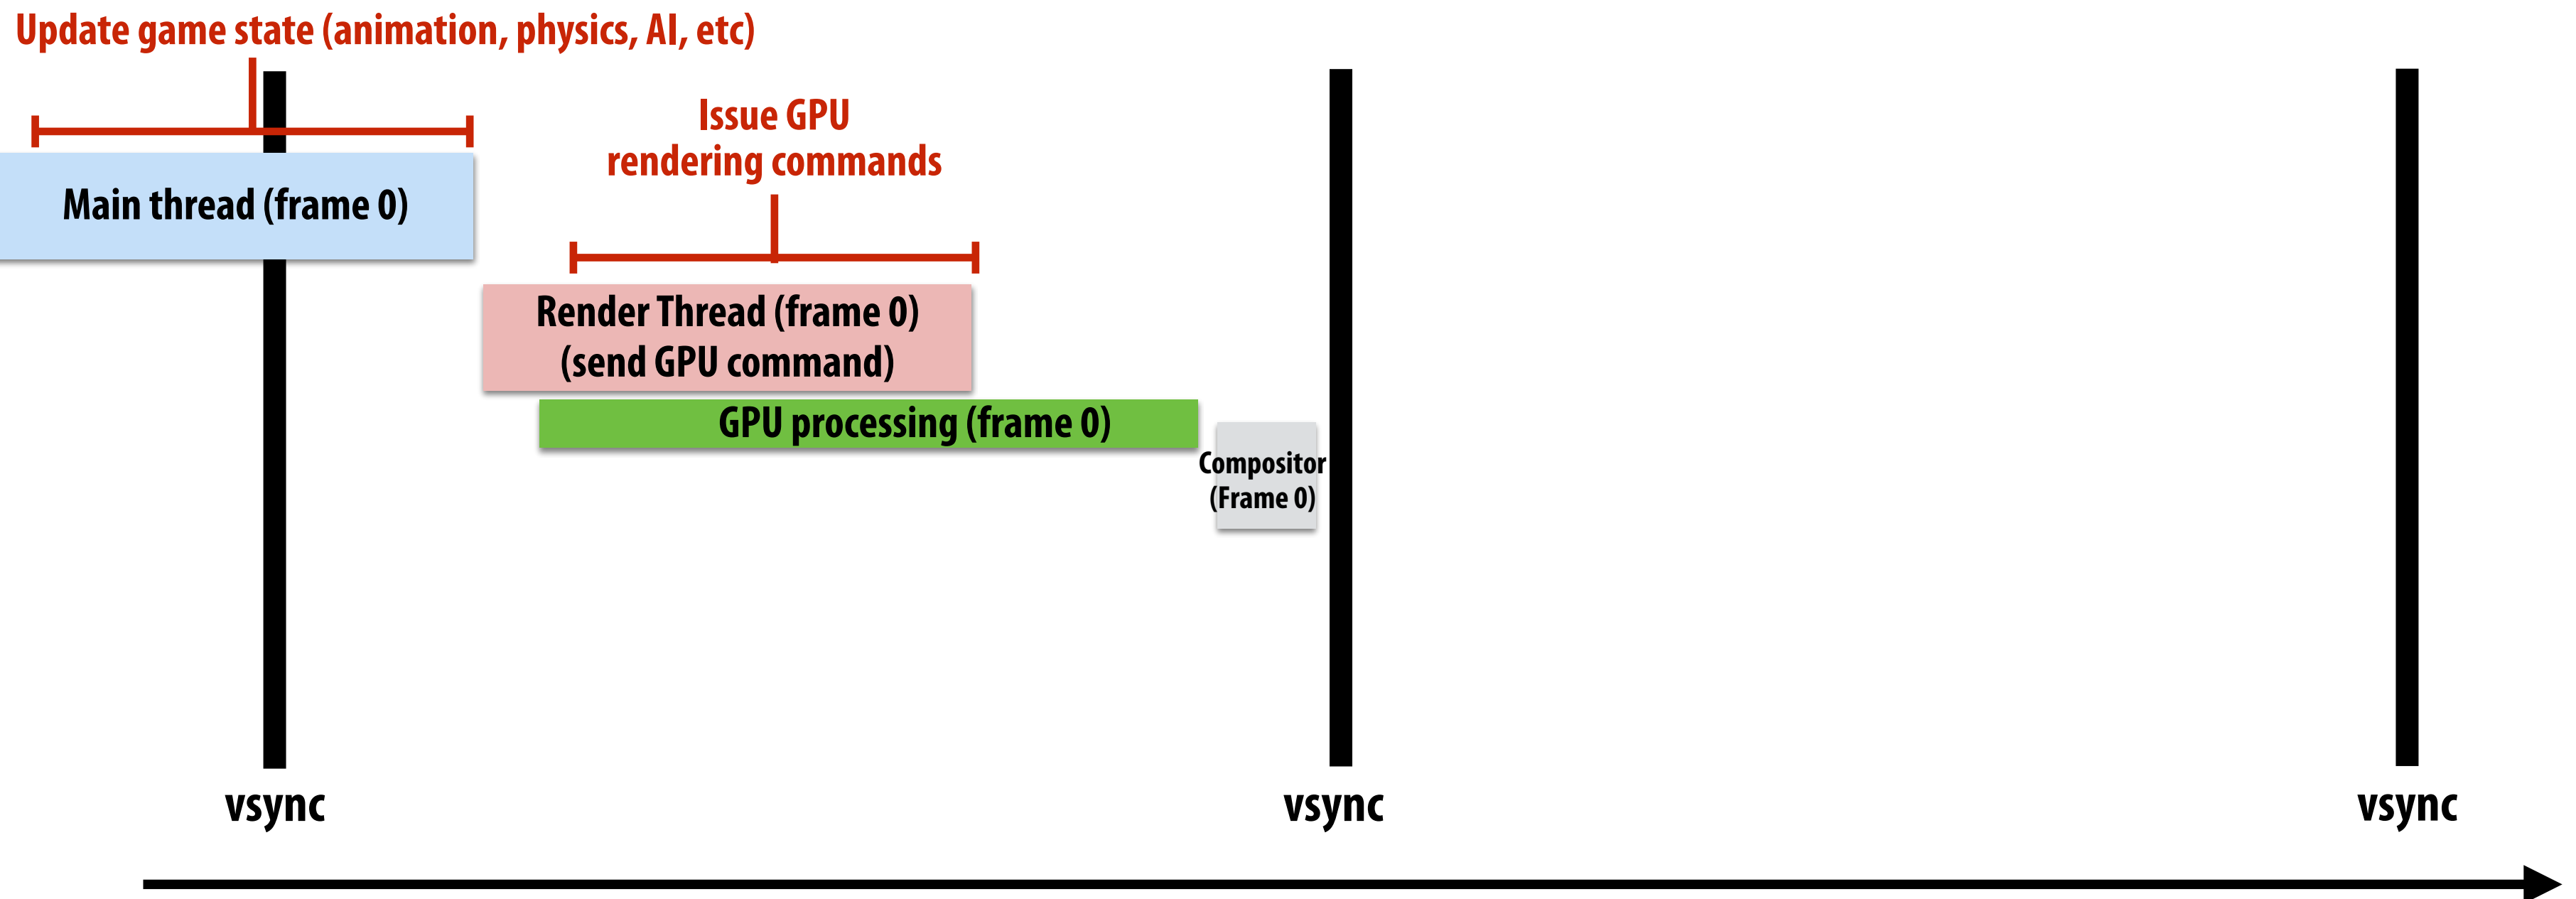 Update game state (animation, physics, AI, etc)
Issue GPU
rendering commands
Main thread (frame 0)
Render Thread (frame 0)
(send GPU command)
GPU processing (frame 0)
Compositor
(Frame 0)
vsync
vsync
vsync